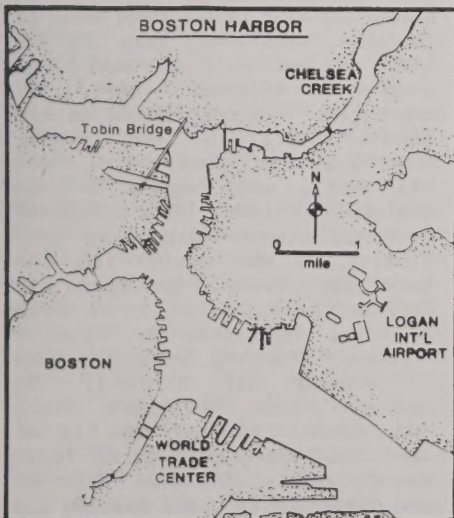 BOSTON HARBOR
CHELSEA
CREEK
Tobin Bridge
N
0 1
mile
LOGAN
INT'L
AIRPORT
BOSTON
WORLD
TRADE
CENTER